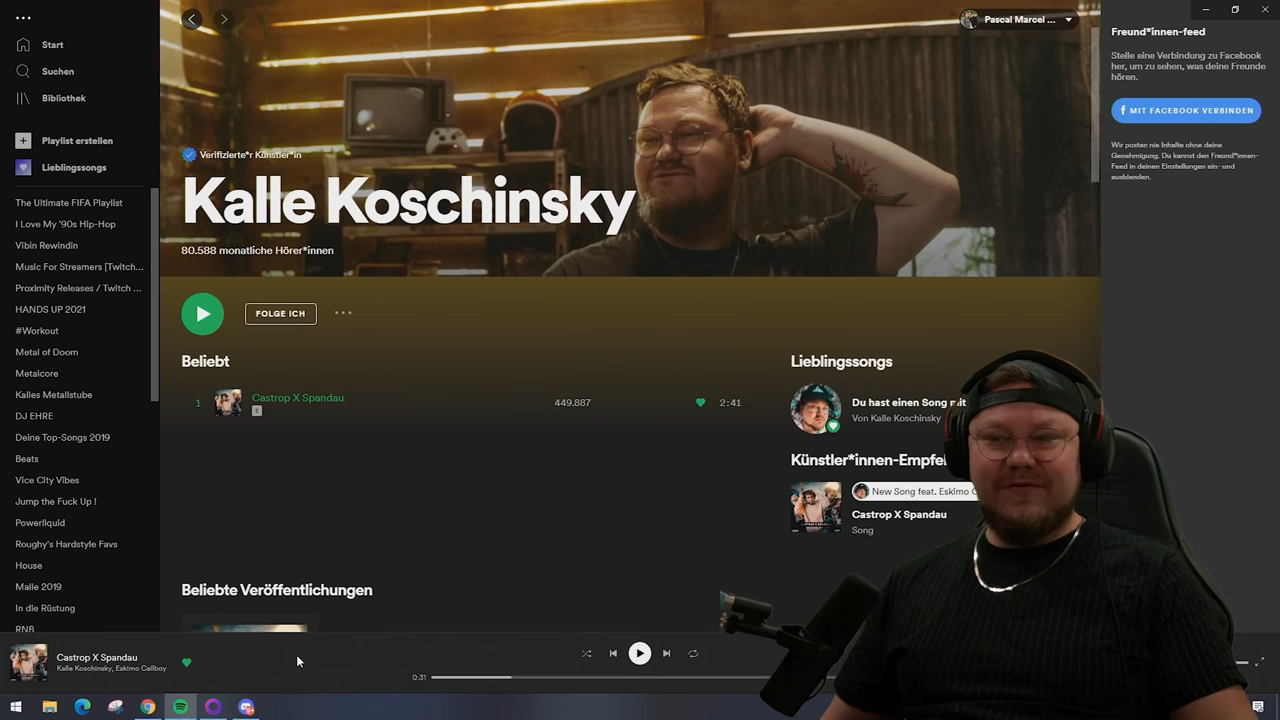 Start
Suchen
Bibliothek
Playlist erstellen
Lieblingssongs
The Ultimate FIFA Playlist
I Love My '90s Hip-Hop
Vibin Rewindin
Music For Streamers [Twitch...
Proximity Releases / Twitch ...
HANDS UP 2021
#Workout
Metal of Doom
Metalcore
Kalles Metallstube
DJ EHRE
Deine Top-Songs 2019
Beats
Vice City Vibes
Jump the Fuck Up !
Powerliquid
Roughy's Hardstyle Favs
House
Malle 2019
In die Rüstung
RNB
Pascal Marcel ...
Verifizierte*r Künstler*in
Kalle Koschinsky
80.588 monatliche Hörer*innen
FOLGE ICH
Beliebt
1 Castrop X Spandau 449.887 2:41
E
Lieblingssongs
Du hast einen Song mit
Von Kalle Koschinsky
Künstler*innen-Empfe
New Song feat. Eskimo C
Castrop X Spandau
Song
Beliebte Veröffentlichungen
Freund*innen-feed
Stelle eine Verbindung zu Facebook
her, um zu sehen, was deine Freunde
hören.
f MIT FACEBOOK VERBINDEN
Wir posten nie Inhalte ohne deine
Genehmigung. Du kannst den Freund*innen-
Feed in deinen Einstellungen ein- und
ausblenden.
Castrop X Spandau
Kalle Koschinsky, Eskimo Callboy
0:31